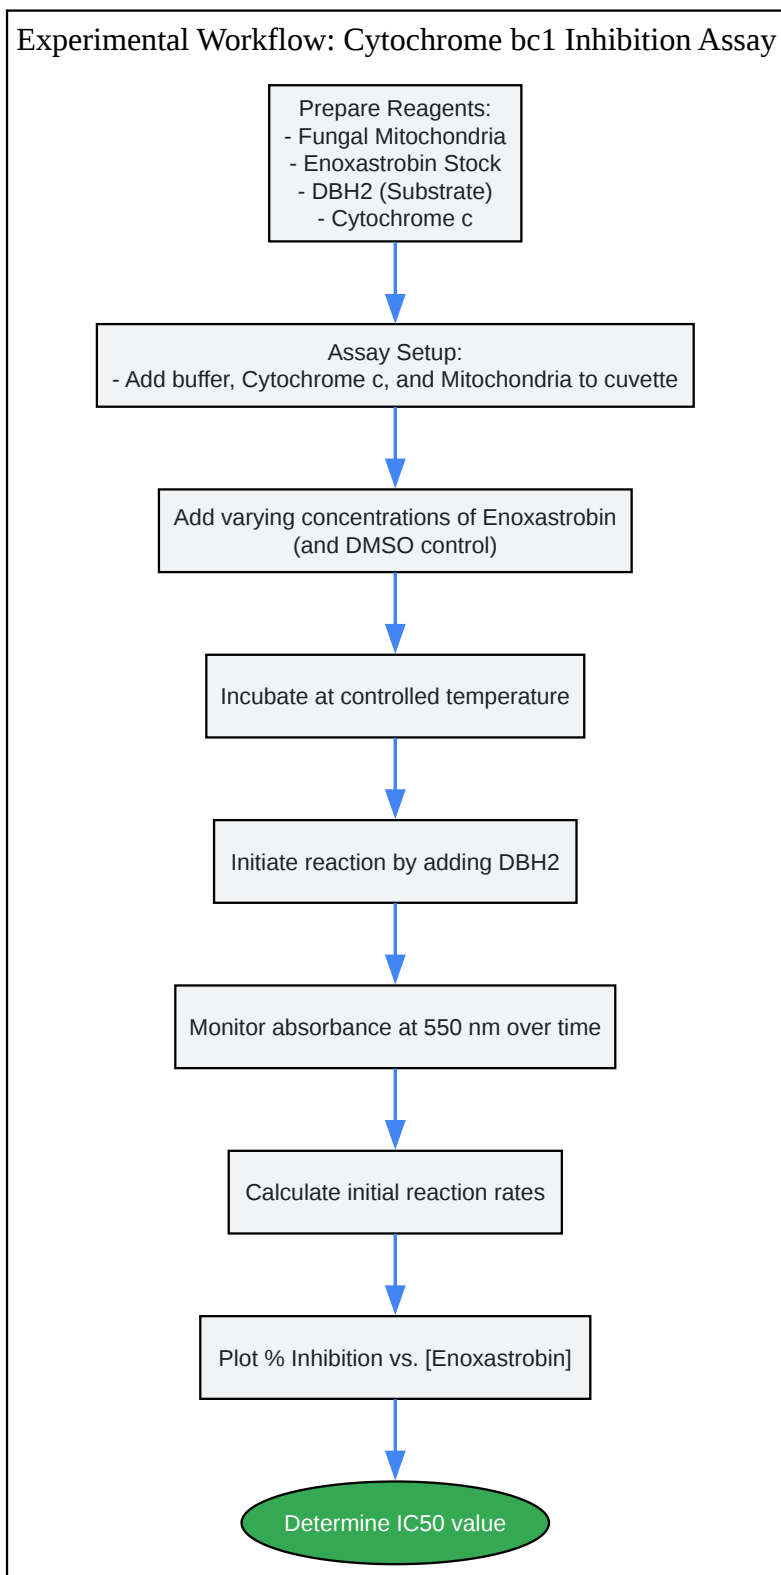 Experimental Workflow: Cytochrome bc1 Inhibition Assay
Prepare Reagents:
- Fungal Mitochondria
- Enoxastrobin Stock
- DBH2 (Substrate)
- Cytochrome c
Assay Setup:
- Add buffer, Cytochrome c, and Mitochondria to cuvette
Add varying concentrations of Enoxastrobin
(and DMSO control)
Incubate at controlled temperature
Initiate reaction by adding DBH2
Monitor absorbance at 550 nm over time
Calculate initial reaction rates
Plot % Inhibition vs. [Enoxastrobin]
Determine IC50 value